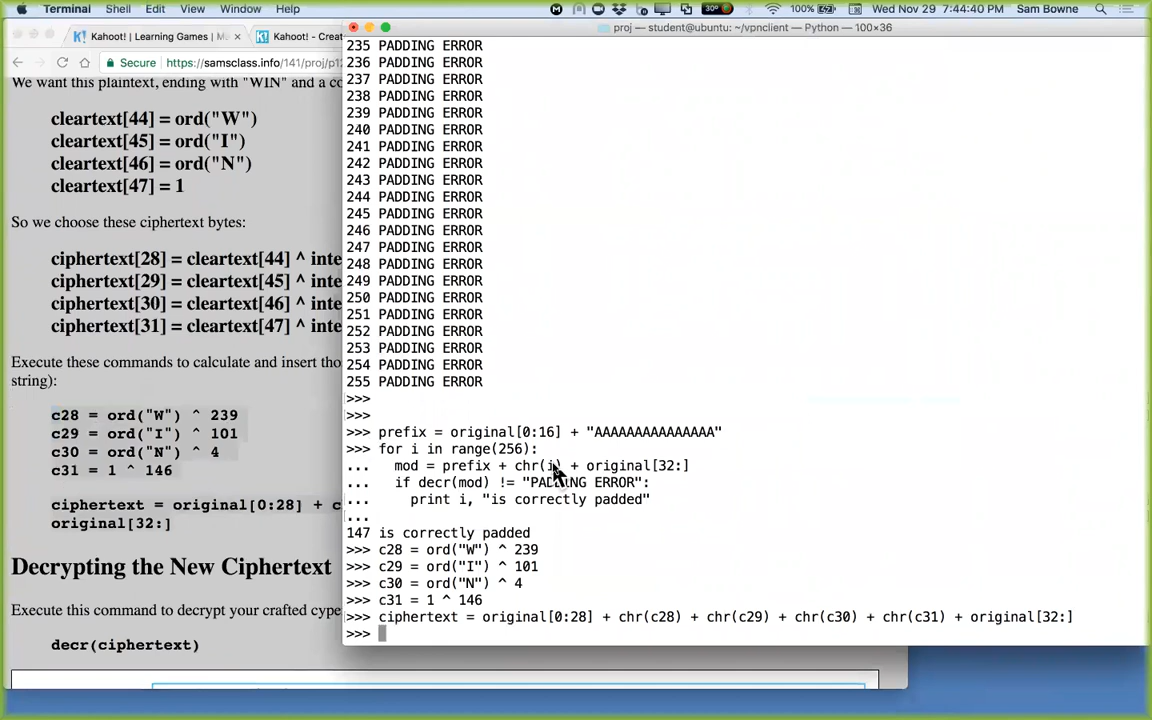 Terminal Shell Edit View Window Help 100% Wed Nov 29 7:44:40 PM Sam Bowne
30°
Kahoot! | Learning Games | M
Kahoot! - Creat
Secure https://samsclass.info/141/proj/p1
proj — student@ubuntu: ~/vpnclient — Python — 100×36
We want this plaintext, ending with "WIN" and a co
cleartext[44] = ord("W")
cleartext[45] = ord("I")
cleartext[46] = ord("N")
cleartext[47] = 1
So we choose these ciphertext bytes:
ciphertext[28] = cleartext[44] ^ inte
ciphertext[29] = cleartext[45] ^ inte
ciphertext[30] = cleartext[46] ^ inte
ciphertext[31] = cleartext[47] ^ inte
Execute these commands to calculate and insert tho
string):
c28 = ord("W") ^ 239
c29 = ord("I") ^ 101
c30 = ord("N") ^ 4
c31 = 1 ^ 146
ciphertext = original[0:28] + c
original[32:]
Decrypting the New Ciphertext
Execute this command to decrypt your crafted cype
decr(ciphertext)
235 PADDING ERROR
236 PADDING ERROR
237 PADDING ERROR
238 PADDING ERROR
239 PADDING ERROR
240 PADDING ERROR
241 PADDING ERROR
242 PADDING ERROR
243 PADDING ERROR
244 PADDING ERROR
245 PADDING ERROR
246 PADDING ERROR
247 PADDING ERROR
248 PADDING ERROR
249 PADDING ERROR
250 PADDING ERROR
251 PADDING ERROR
252 PADDING ERROR
253 PADDING ERROR
254 PADDING ERROR
255 PADDING ERROR
>>>
>>>
>>> prefix = original[0:16] + "AAAAAAAAAAAAAAA"
>>> for i in range(256):
... mod = prefix + chr(i) + original[32:]
... if decr(mod) != "PADDING ERROR":
... print i, "is correctly padded"
...
147 is correctly padded
>>> c28 = ord("W") ^ 239
>>> c29 = ord("I") ^ 101
>>> c30 = ord("N") ^ 4
>>> c31 = 1 ^ 146
>>> ciphertext = original[0:28] + chr(c28) + chr(c29) + chr(c30) + chr(c31) + original[32:]
>>>